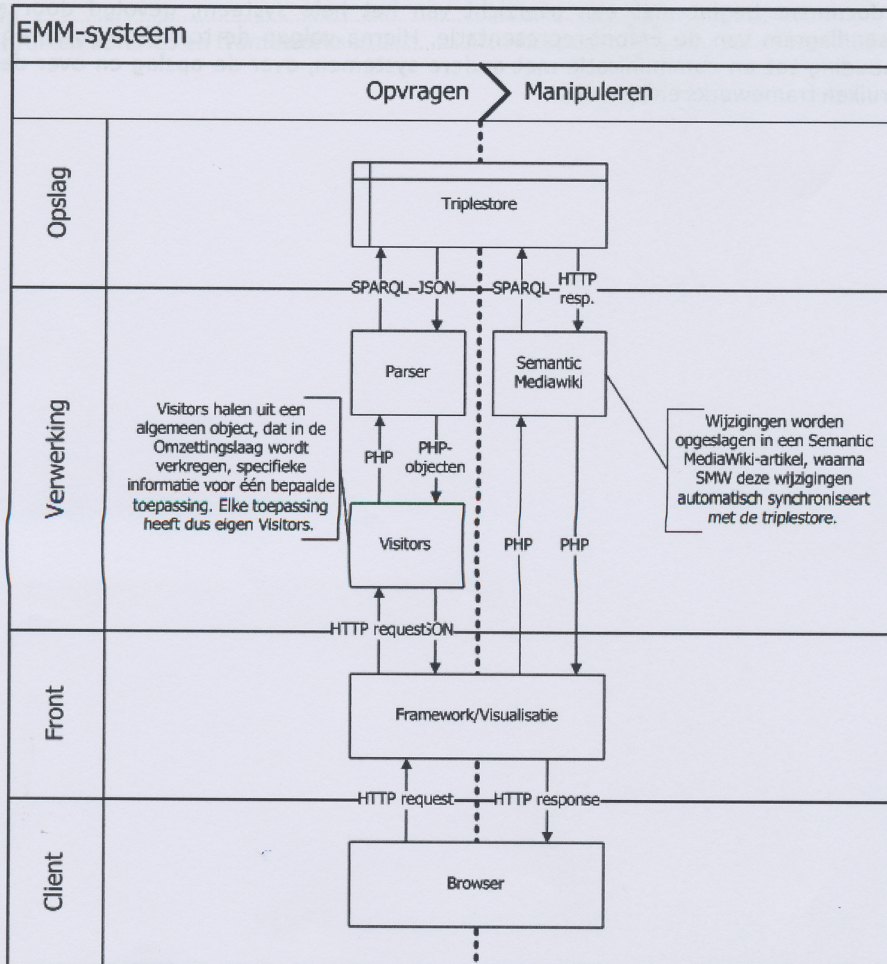 EMM-systeem
Opvragen
Manipuleren
Opslag
Triplestore
SPARQL
JSON
SPARQL
HTTP
resp.
Verwerking
Parser
Semantic
Mediawiki
Visitors halen uit een
algemeen object, dat in de
Omzettingslaag wordt
verkregen, specifieke
informatie voor één bepaalde
toepassing. Elke toepassing
heeft dus eigen Visitors.
PHP
PHP-
objecten
Wijzigingen worden
opgeslagen in een Semantic
MediaWiki-artikel, waarna
SMW deze wijzigingen
automatisch synchroniseert
met de triplestore.
Visitors
PHP
PHP
HTTP request
JSON
Front
Framework/Visualisatie
HTTP request
HTTP response
Client
Browser